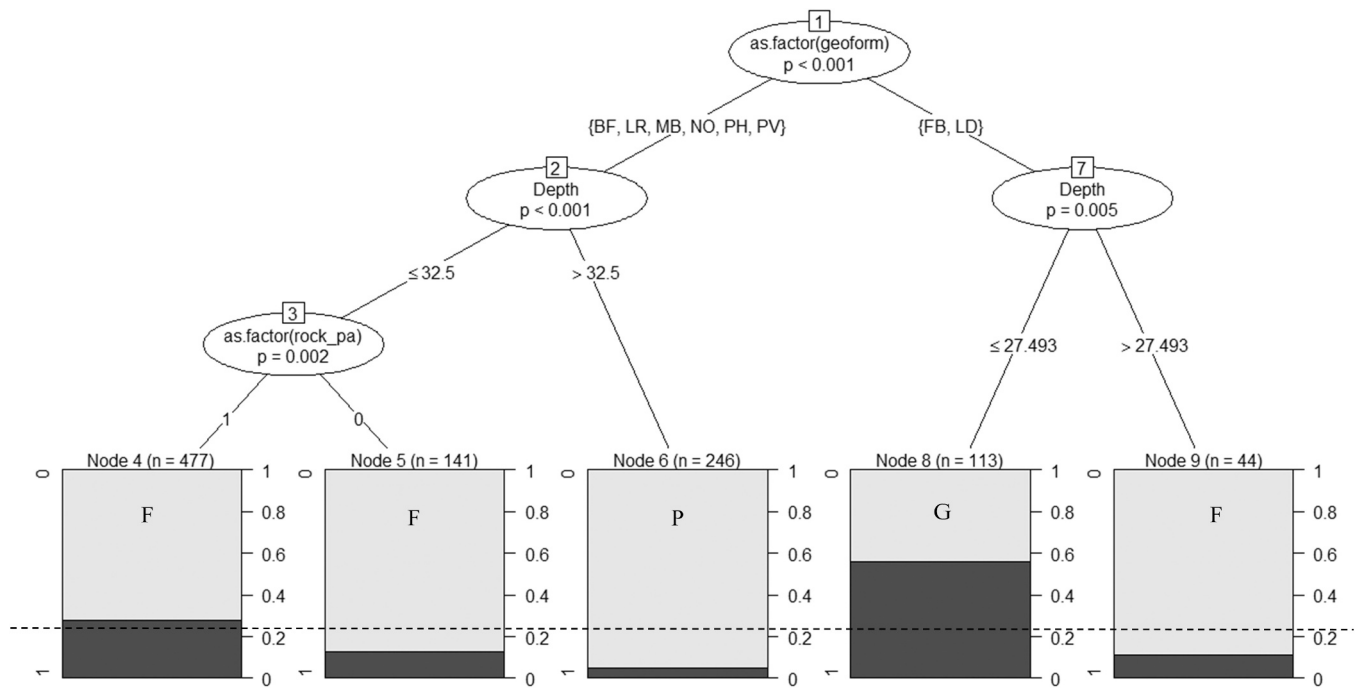 1
as.factor(geoform)
p < 0.001
{BF, LR, MB, NO, PH, PV}
{FB, LD}
2
Depth
p < 0.001
7
Depth
p = 0.005
≤ 32.5
> 32.5
3
as.factor(rock_pa)
p = 0.002
≤ 27.493
> 27.493
1
0
Node 4 (n = 477)
0
1
F
1
0.8
0.6
0.4
0.2
0
Node 5 (n = 141)
0
1
F
1
0.8
0.6
0.4
0.2
0
Node 6 (n = 246)
0
1
P
1
0.8
0.6
0.4
0.2
0
Node 8 (n = 113)
0
1
G
1
0.8
0.6
0.4
0.2
0
Node 9 (n = 44)
0
1
F
1
0.8
0.6
0.4
0.2
0